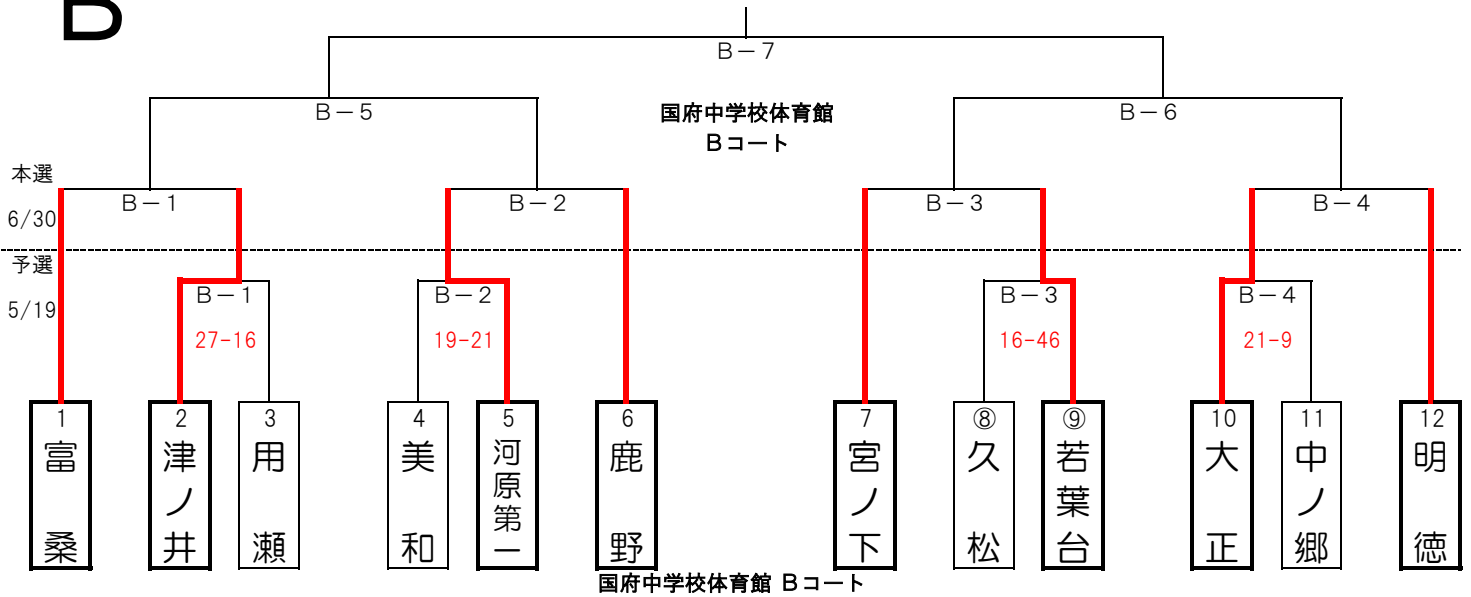 B
B－7
B－5
国府中学校体育館
Bコート
B－6
本選
6/30
B－1
B－2
B－3
B－4
予選
5/19
B－1
B－2
B－3
B－4
27-16
19-21
16-46
21-9
1
富桑
2
津ノ井
3
用瀬
4
美和
5
河原第一
6
鹿野
7
宮ノ下
⑧
久松
⑨
若葉台
10
大正
11
中ノ郷
12
明徳
国府中学校体育館 Bコート